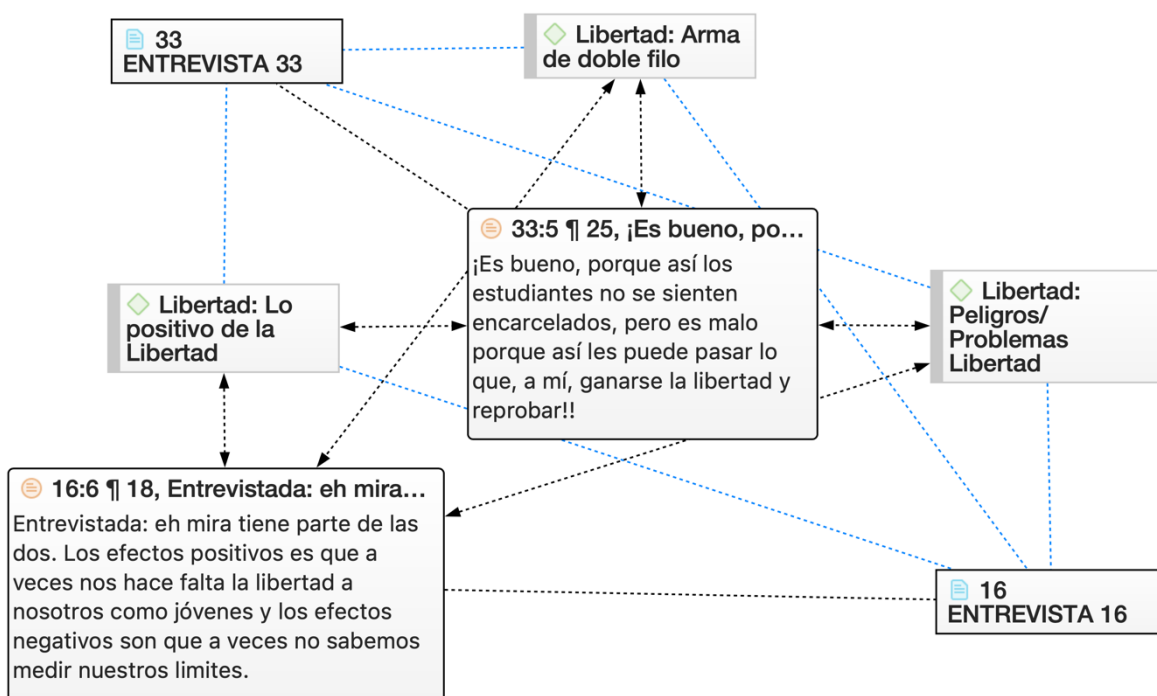 33
ENTREVISTA 33
Libertad: Arma
de doble filo
33:5 ¶ 25, ¡Es bueno, po...
¡Es bueno, porque así los
estudiantes no se sienten
encarcelados, pero es malo
porque así les puede pasar lo
que, a mí, ganarse la libertad y
reprobar!!
Libertad: Lo
positivo de la
Libertad
Libertad:
Peligros/
Problemas
Libertad
16:6 ¶ 18, Entrevistada: eh mira...
Entrevistada: eh mira tiene parte de las
dos. Los efectos positivos es que a
veces nos hace falta la libertad a
nosotros como jóvenes y los efectos
negativos son que a veces no sabemos
medir nuestros limites.
16
ENTREVISTA 16